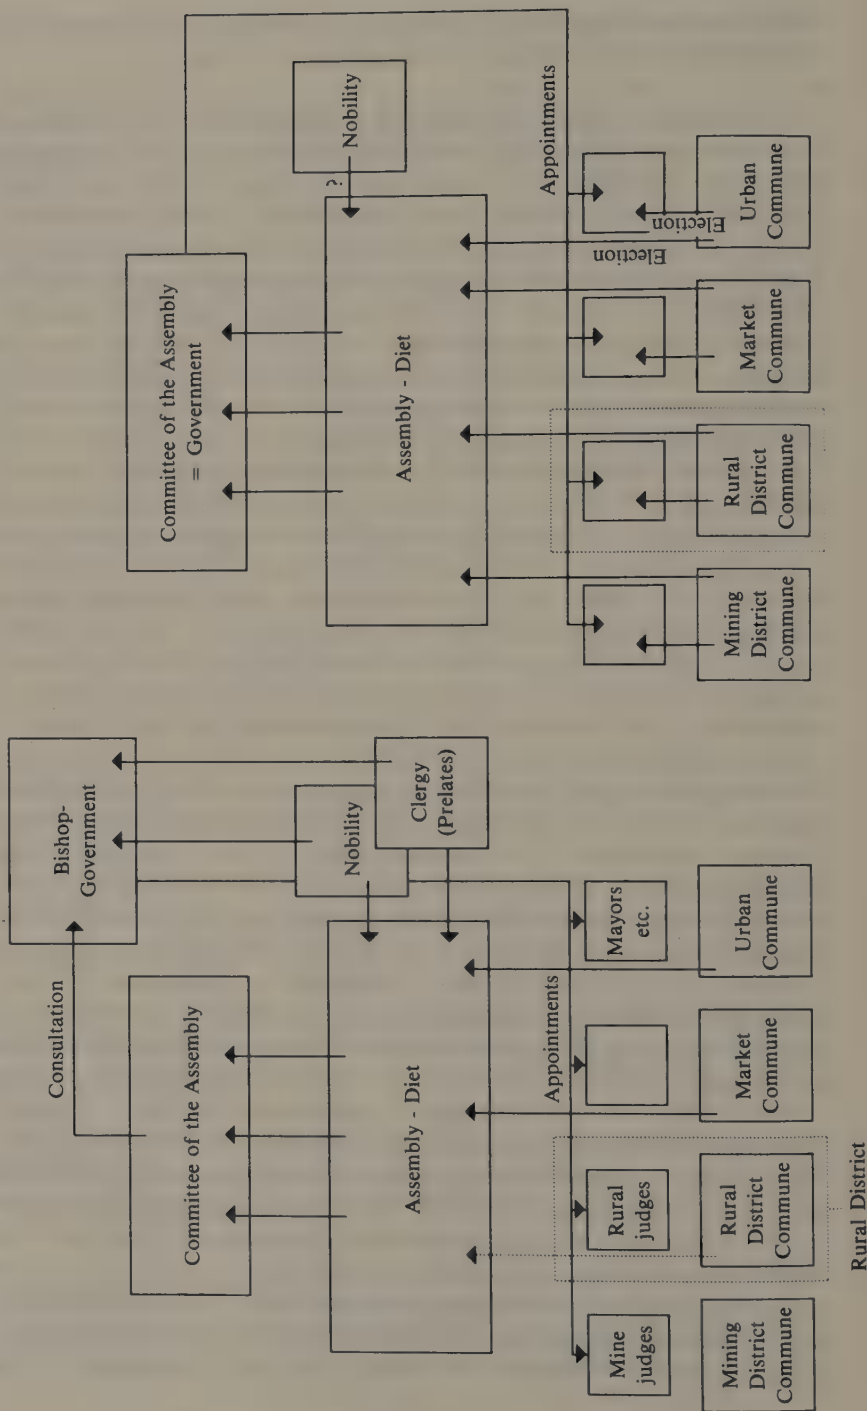 Bishop-
Government
Consultation
Committee of the Assembly
Nobility
Clergy
(Prelates)
Assembly - Diet
Appointments
Mine
judges
Rural
judges
Mayors
etc.
Mining District
Commune
Rural
District
Commune
Market
Commune
Urban
Commune
Rural District
Committee of the Assembly
= Government
Nobility
?
Assembly - Diet
Appointments
Election
Election
Mining
District
Commune
Rural
District
Commune
Market
Commune
Urban
Commune